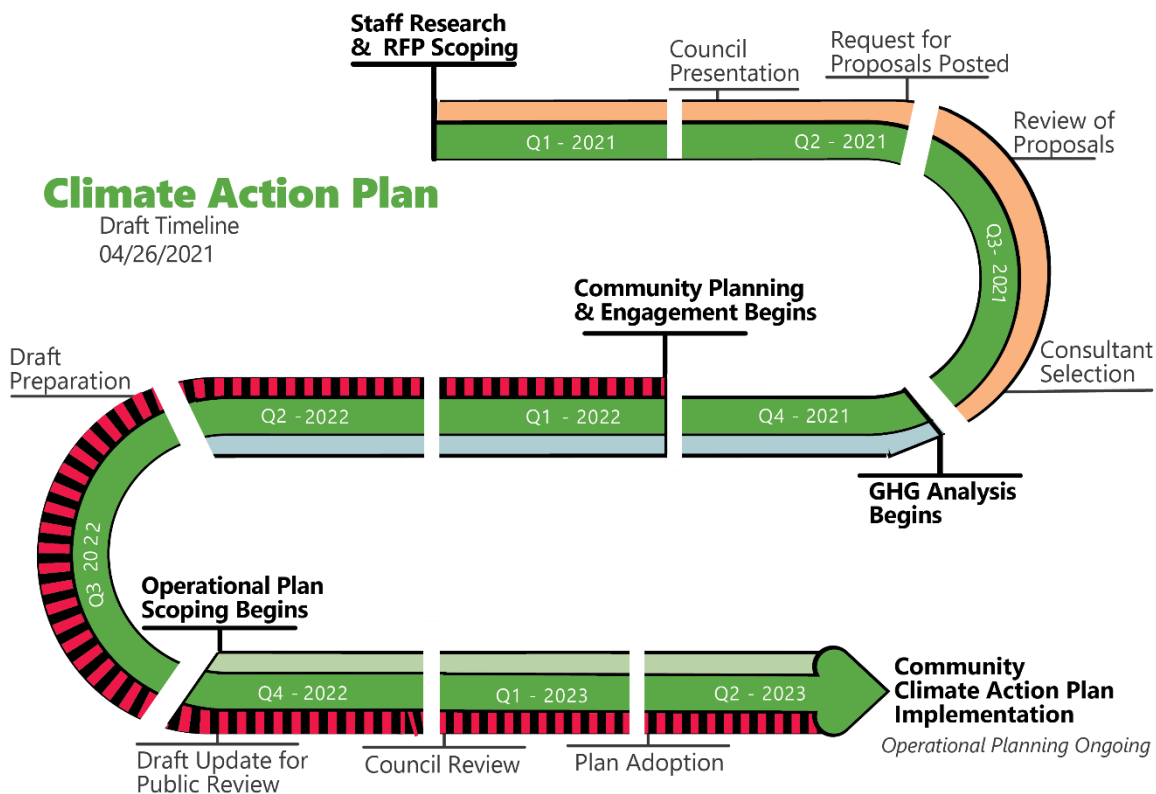 Staff Research
& RFP Scoping
Council
Presentation
Request for
Proposals Posted
Review of
Proposals
Q1 - 2021
Q2 - 2021
Climate Action Plan
Draft Timeline
04/26/2021
Q3- 2021
Community Planning
& Engagement Begins
Consultant
Selection
Draft
Preparation
Q2 - 2022
Q1 - 2022
Q4 - 2021
GHG Analysis
Begins
Q3 2022
Operational Plan
Scoping Begins
Q4 - 2022
Q1 - 2023
Q2 - 2023
Community
Climate Action Plan
Implementation
Operational Planning Ongoing
Draft Update for
Public Review
Council Review
Plan Adoption